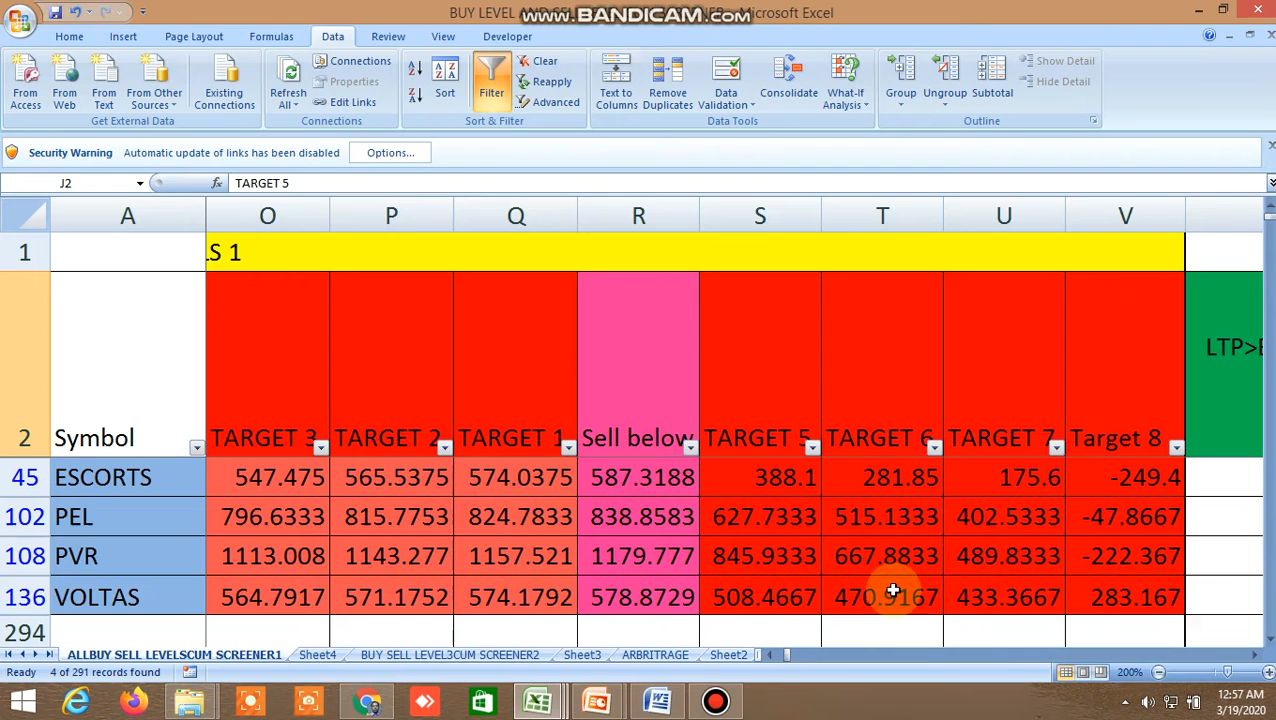 BUY LEVEL AND SEL
Microsoft Excel
www.BANDICAM.com
Home Insert Page Layout Formulas Data Review View Developer
From Access
From Web
From Text
From Other Sources
Existing Connections
Get External Data
Refresh All
Connections
Properties
Edit Links
Connections
Sort
Filter
Clear
Reapply
Advanced
Sort & Filter
Text to Columns
Remove Duplicates
Data Validation
Consolidate
What-If Analysis
Data Tools
Group
Ungroup
Subtotal
Show Detail
Hide Detail
Outline
Security Warning Automatic update of links has been disabled Options...
J2 fx TARGET 5
A O P Q R S T U V
1 LS 1
2 Symbol TARGET 3 TARGET 2 TARGET 1 Sell below TARGET 5 TARGET 6 TARGET 7 Target 8 LTP>
45 ESCORTS 547.475 565.5375 574.0375 587.3188 388.1 281.85 175.6 -249.4
102 PEL 796.6333 815.7753 824.7833 838.8583 627.7333 515.1333 402.5333 -47.8667
108 PVR 1113.008 1143.277 1157.521 1179.777 845.9333 667.8833 489.8333 -222.367
136 VOLTAS 564.7917 571.1752 574.1792 578.8729 508.4667 470.9167 433.3667 283.167
294
ALLBUY SELL LEVELSCUM SCREENER1 Sheet4 BUY SELL LEVEL3CUM SCREENER2 Sheet3 ARBRITRAGE Sheet2
Ready 4 of 291 records found 200%
12:57 AM
3/19/2020